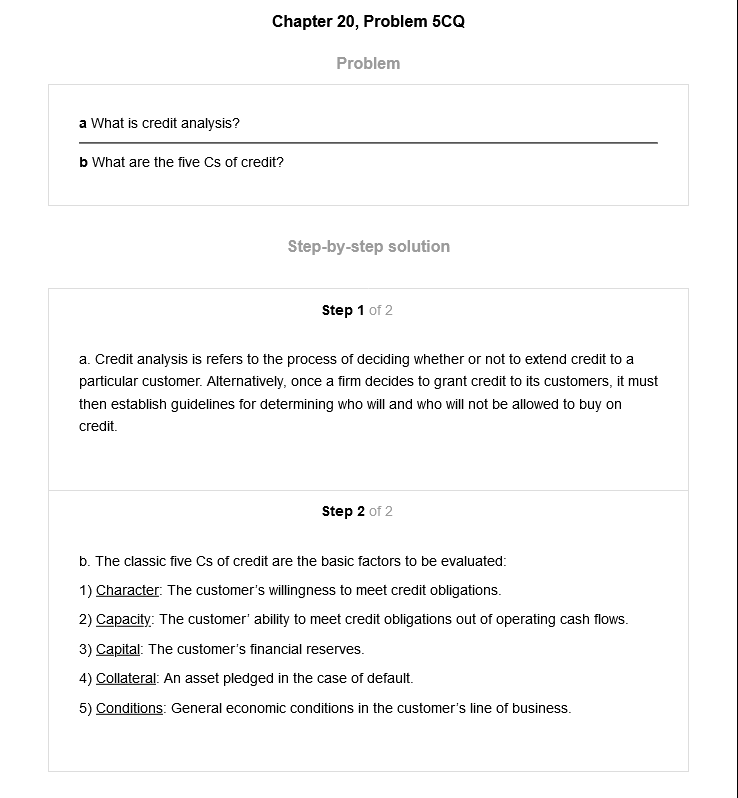 Chapter 20, Problem 5CQ
Problem
a What is credit analysis?
b What are the five Cs of credit?
Step-by-step solution
Step 1 of 2
a. Credit analysis is refers to the process of deciding whether or not to extend credit to a
particular customer. Alternatively, once a firm decides to grant credit to its customers, it must
then establish guidelines for determining who will and who will not be allowed to buy on
credit.
Step 2 of 2
b. The classic five Cs of credit are the basic factors to be evaluated:
1) Character: The customer’s willingness to meet credit obligations.
2) Capacity: The customer’ ability to meet credit obligations out of operating cash flows.
3) Capital: The customer’s financial reserves.
4) Collateral: An asset pledged in the case of default.
5) Conditions: General economic conditions in the customer’s line of business.